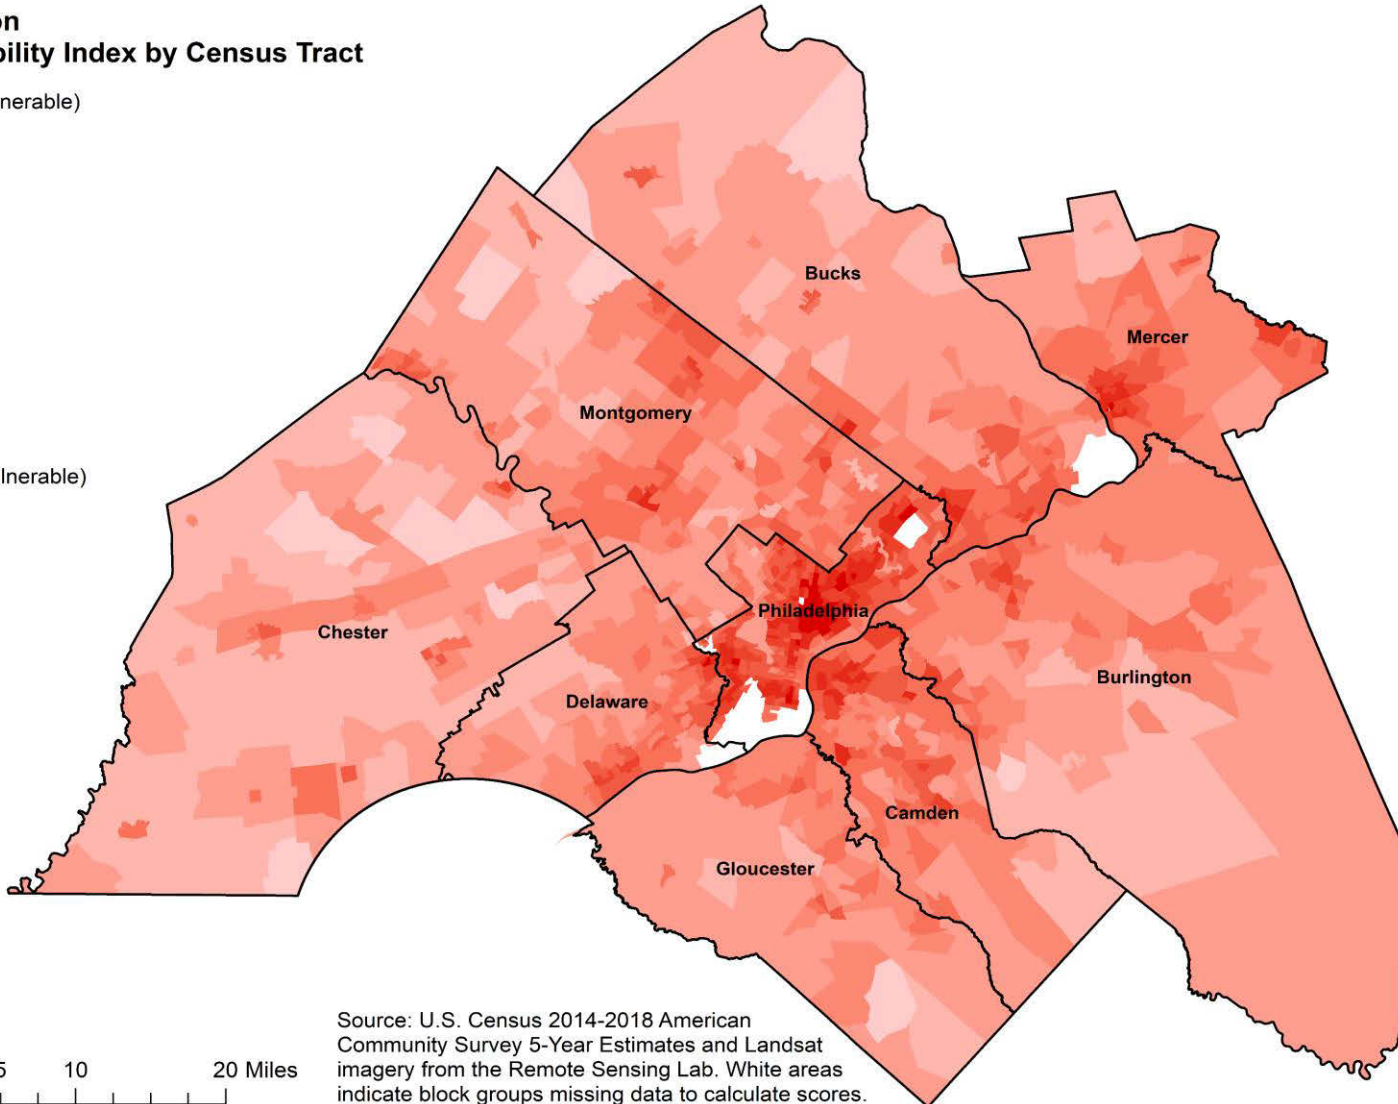 on
bility Index by Census Tract
nerable)
Bucks
Mercer
Montgomery
lnerable)
Philadelphia
Chester
Burlington
Delaware
Camden
Gloucester
Source: U.S. Census 2014-2018 American
Community Survey 5-Year Estimates and Landsat
imagery from the Remote Sensing Lab. White areas
indicate block groups missing data to calculate scores.
5 10 20 Miles